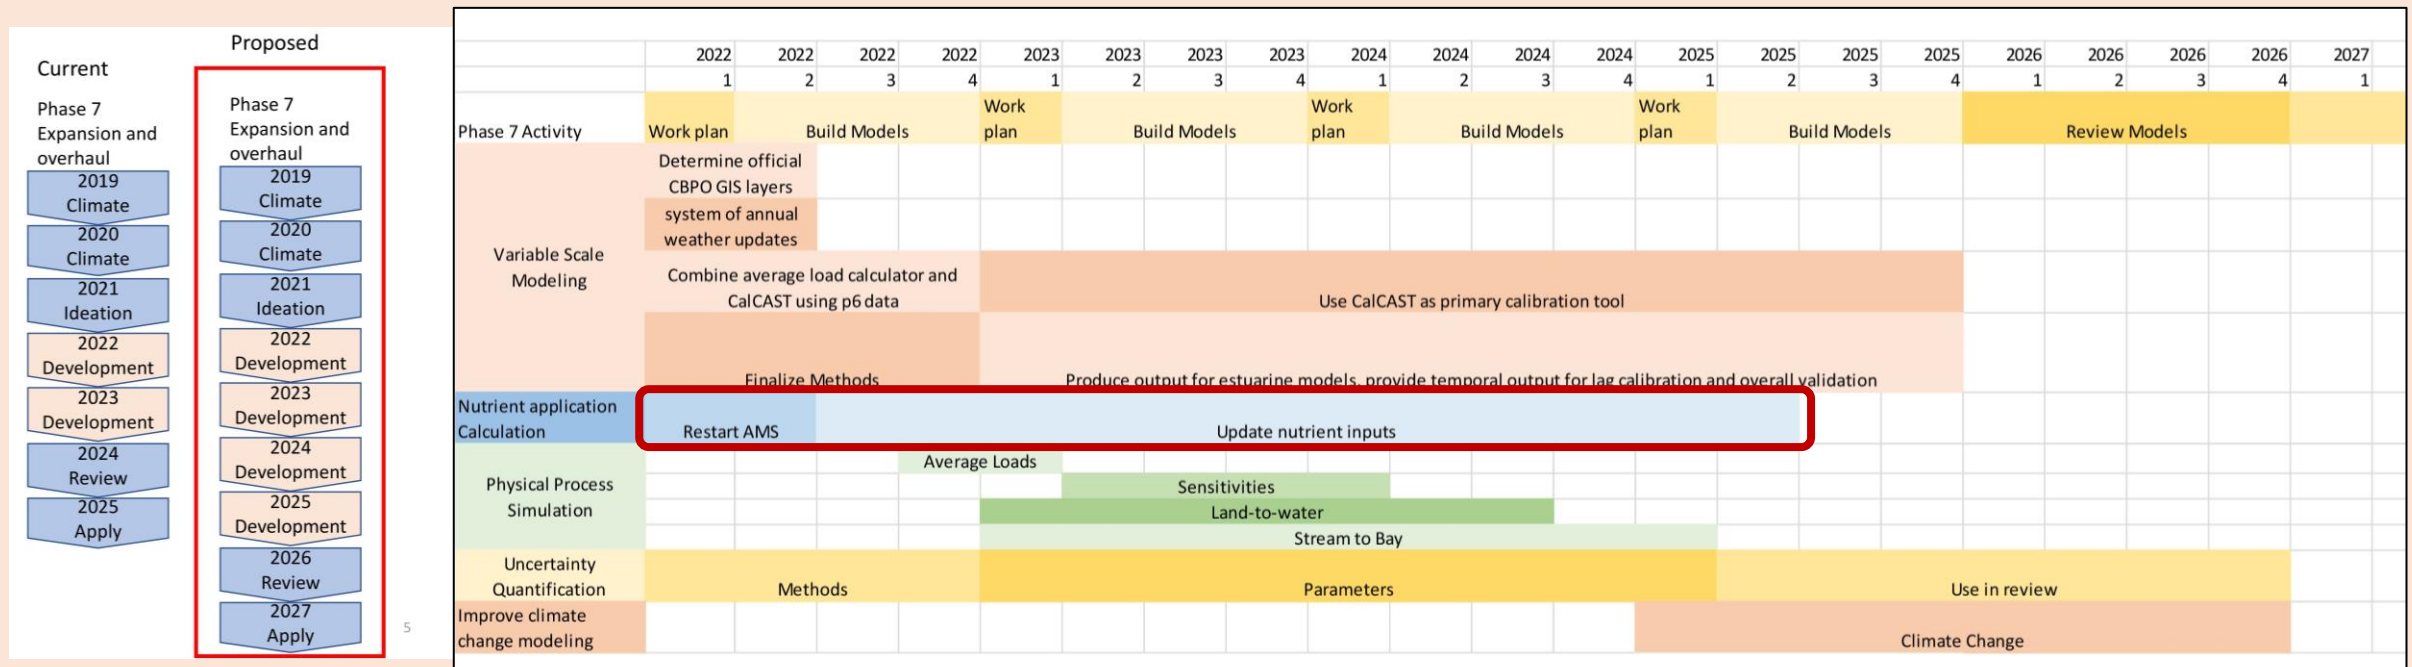 Current
Phase 7
Expansion and
overhaul
2019
Climate
2020
Climate
2021
Ideation
2022
Development
2023
Development
2024
Review
2025
Apply
Proposed
Phase 7
Expansion and
overhaul
2019
Climate
2020
Climate
2021
Ideation
2022
Development
2023
Development
2024
Development
2025
Development
2026
Review
2027
Apply
5
2022 2022 2022 2022 2023 2023 2023 2023 2024 2024 2024 2024 2025 2025 2025 2025 2026 2026 2026 2026 2027
1 2 3 4 1 2 3 4 1 2 3 4 1 2 3 4 1 2 3 4 1
Phase 7 Activity
Work plan
Build Models
Work
plan
Build Models
Work
plan
Build Models
Work
plan
Build Models
Review Models
Variable Scale
Modeling
Determine official
CBPO GIS layers
system of annual
weather updates
Combine average load calculator and
CalCAST using p6 data
Use CalCAST as primary calibration tool
Finalize Methods
Produce output for estuarine models, provide temporal output for lag calibration and overall validation
Nutrient application
Calculation
Restart AMS
Update nutrient inputs
Physical Process
Simulation
Average Loads
Sensitivities
Land-to-water
Stream to Bay
Uncertainty
Quantification
Methods
Parameters
Use in review
Improve climate
change modeling
Climate Change